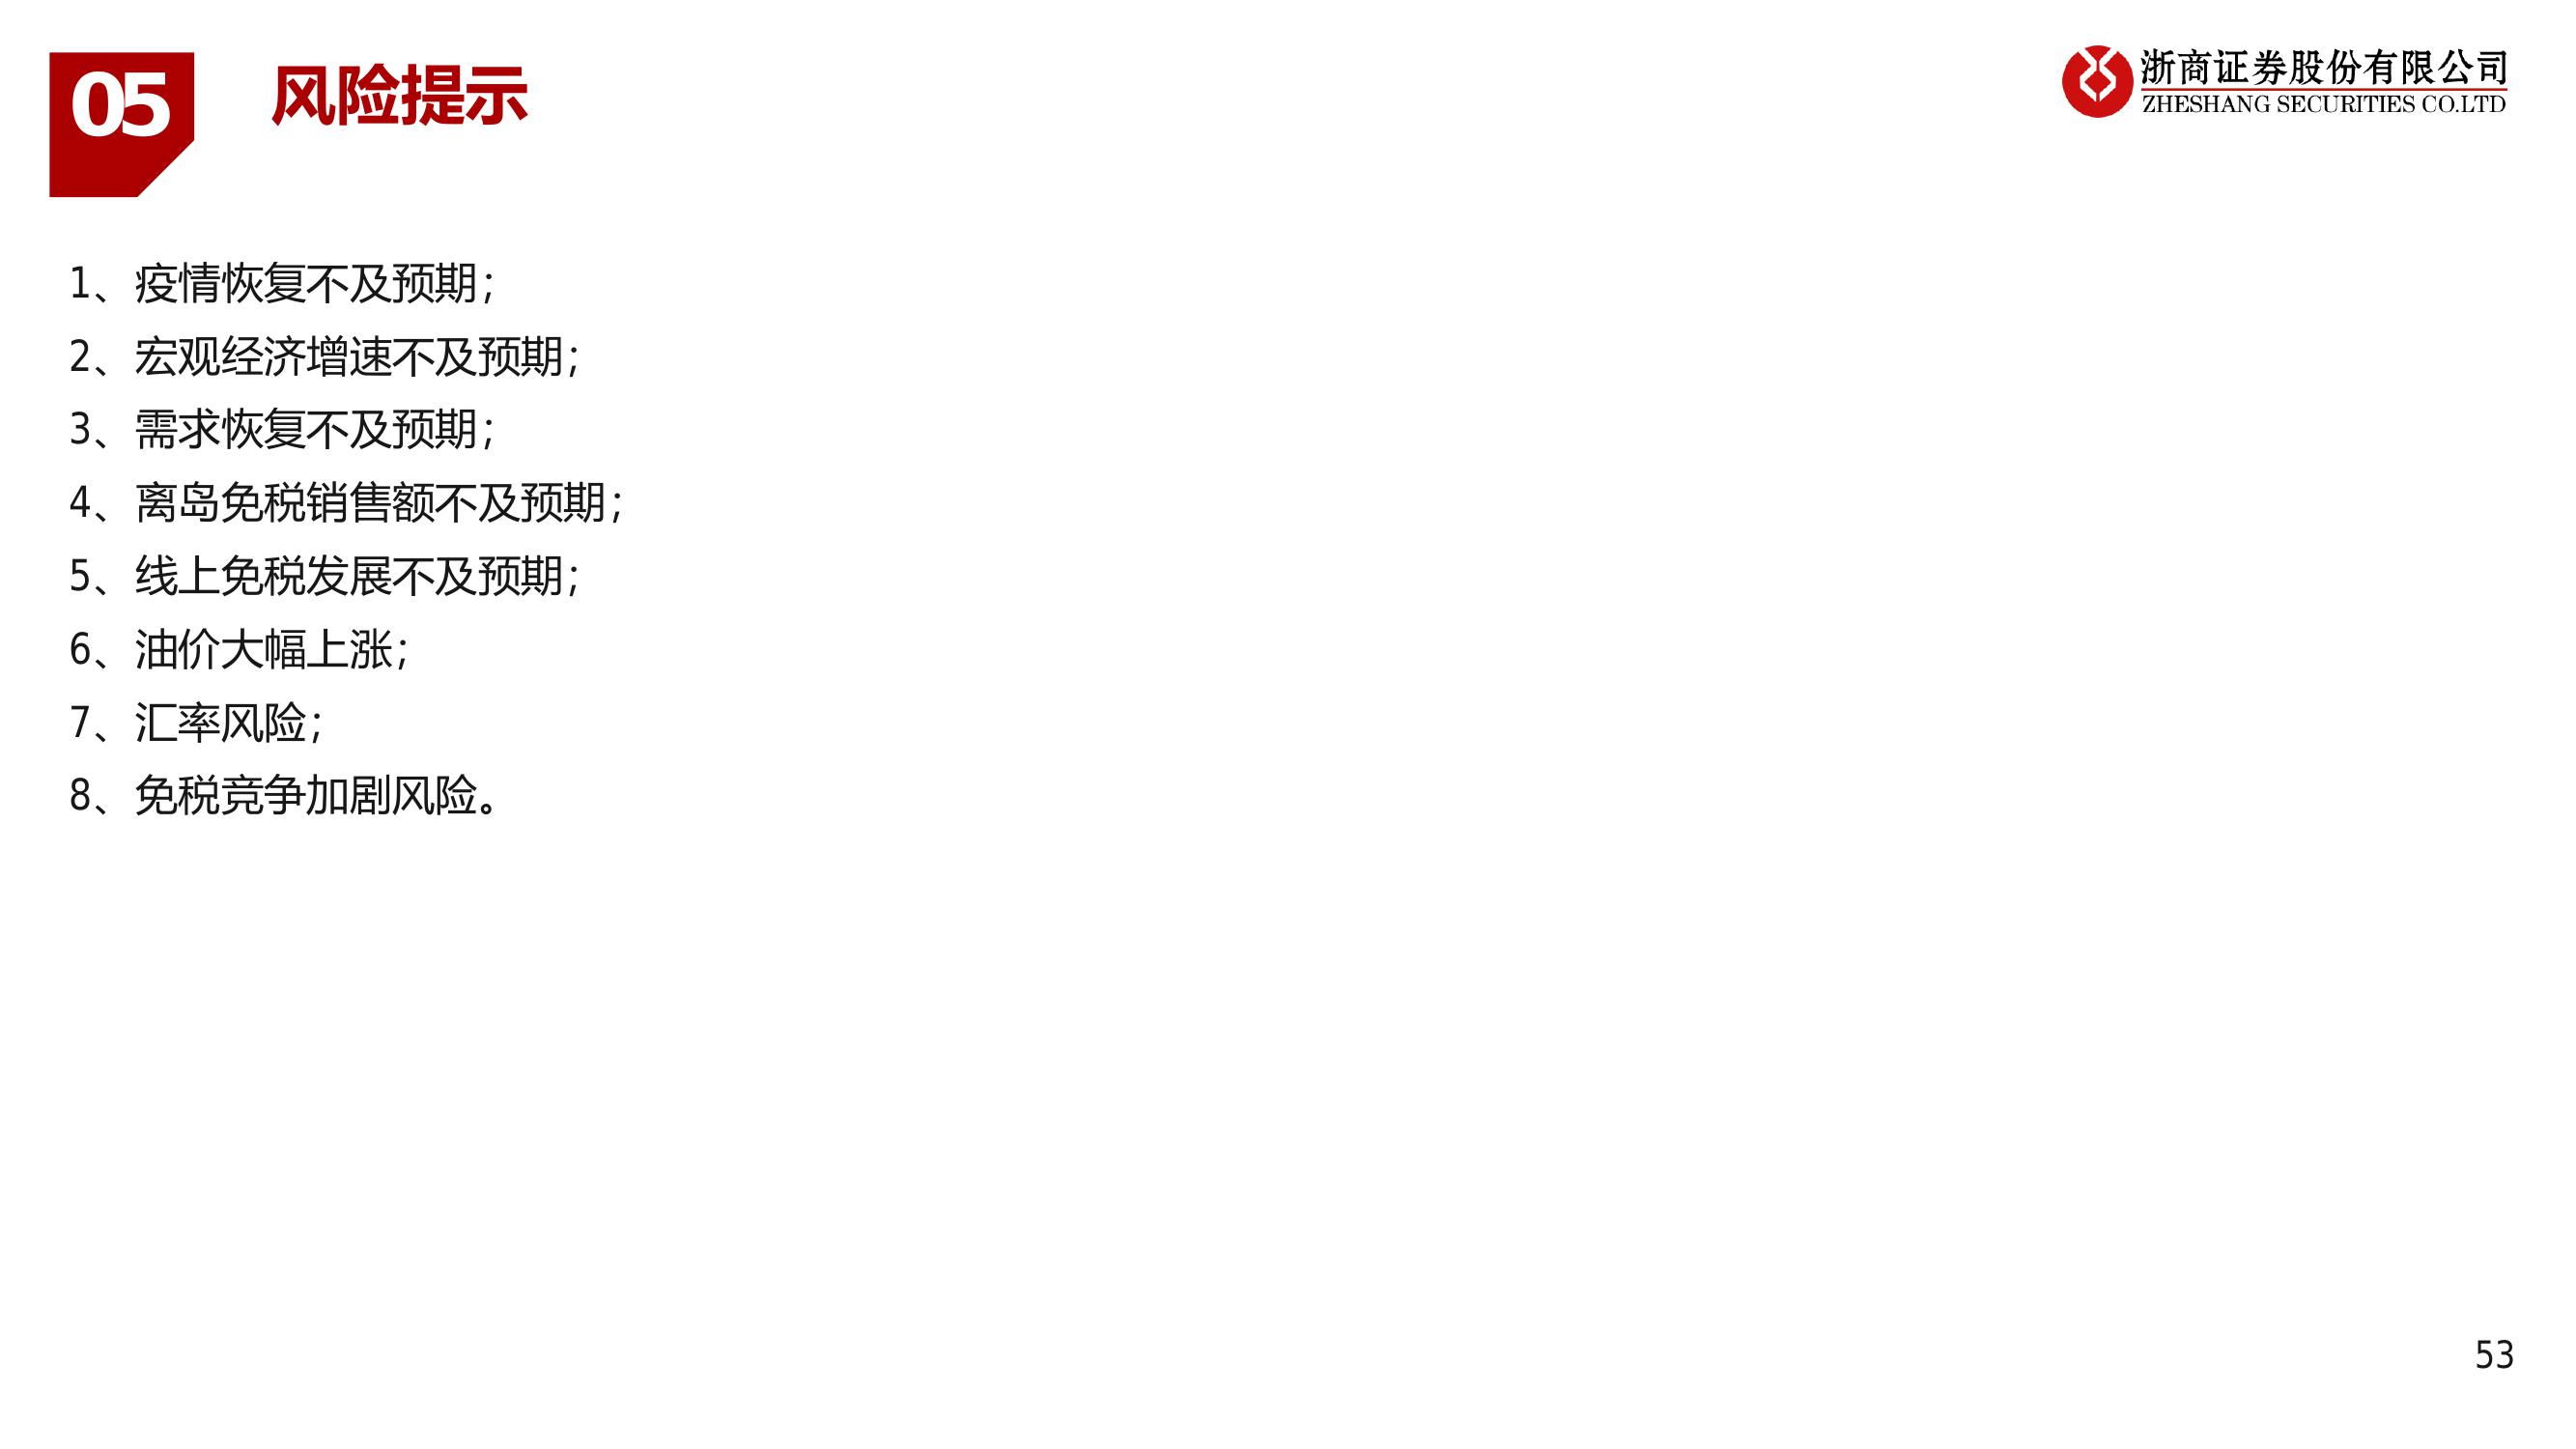 05
风险提示
浙商证券股份有限公司
ZHESHANG SECURITIES CO.LTD
1、疫情恢复不及预期；
2、宏观经济增速不及预期；
3、需求恢复不及预期；
4、离岛免税销售额不及预期；
5、线上免税发展不及预期；
6、油价大幅上涨；
7、汇率风险；
8、免税竞争加剧风险。
53